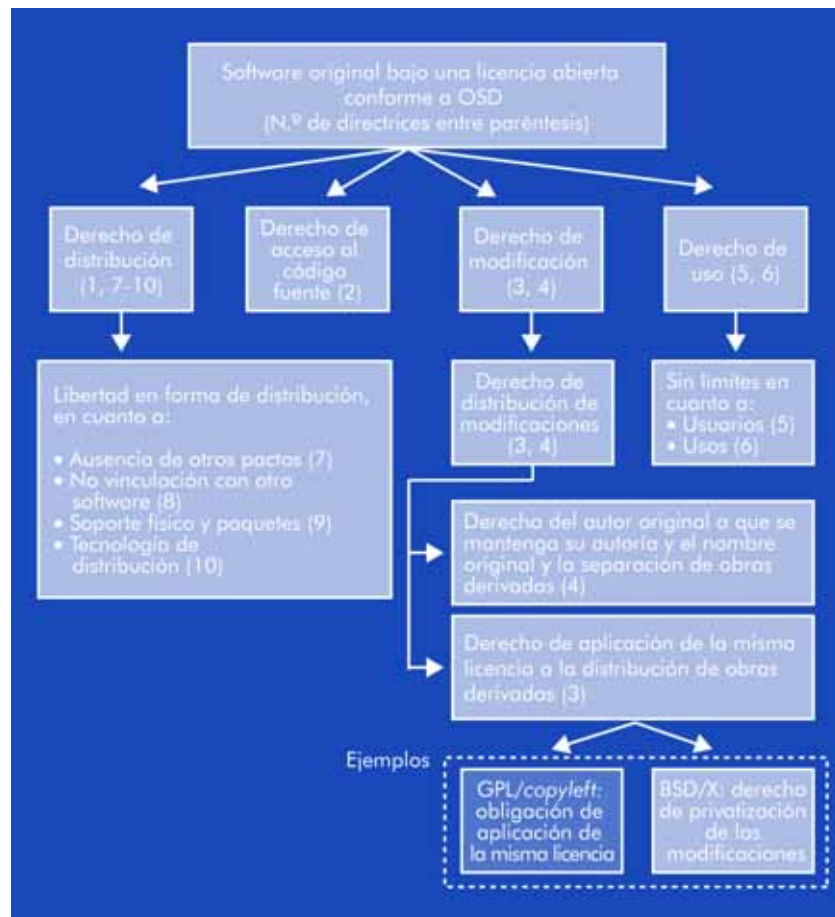 Software original bajo una licencia abierta
conforme a OSD
(N.º de directrices entre paréntesis)
Derecho de
distribución
(1, 7-10)
Derecho de
acceso al
código
fuente (2)
Derecho de
modificación
(3, 4)
Derecho
de uso (5, 6)
Libertad en forma de distribución,
en cuanto a:
• Ausencia de otros pactos (7)
• No vinculación con otro
software (8)
• Soporte físico y paquetes (9)
• Tecnología de
distribución (10)
Derecho de
distribución de
modificaciones
(3, 4)
Sin límites en
cuanto a:
• Usuarios (5)
• Usos (6)
Derecho del autor original a que se
mantenga su autoría y el nombre
original y la separación de obras
derivadas (4)
Derecho de aplicación de la misma
licencia a la distribución de obras
derivadas (3)
Ejemplos
GPL/copyleft:
obligación de
aplicación de
la misma licencia
BSD/X: derecho
de privatización
de las
modificaciones